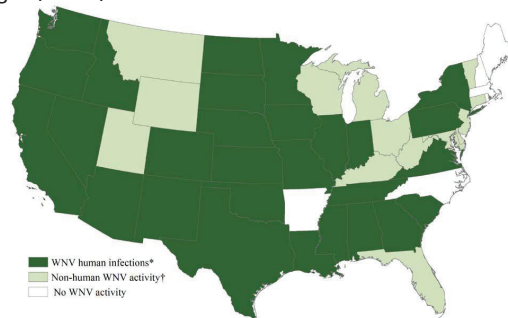 WNV human infections*
Non-human WNV activity†
No WNV activity